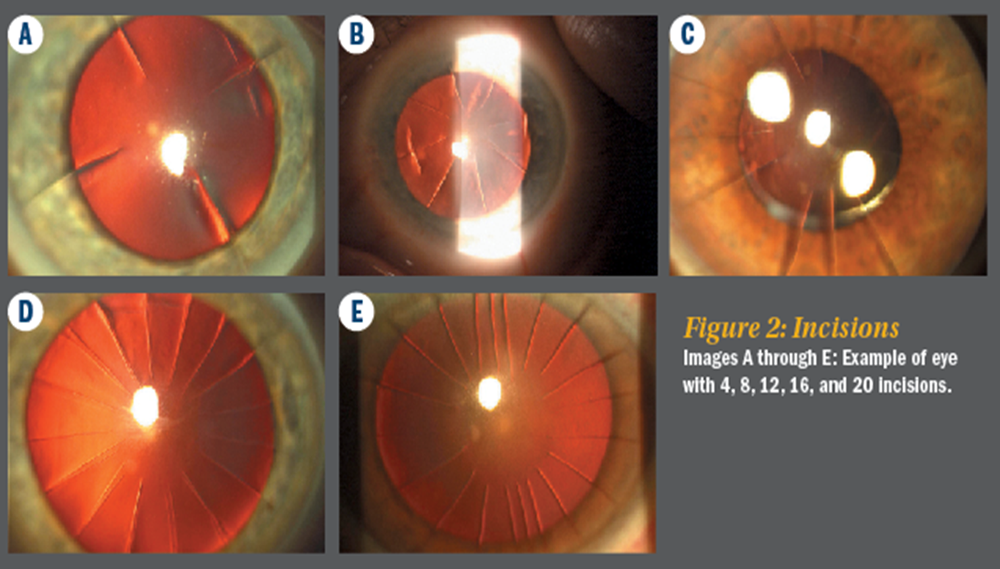 A
B
C
D
E
Figure 2: Incisions
Images A through E: Example of eye
with 4, 8, 12, 16, and 20 incisions.